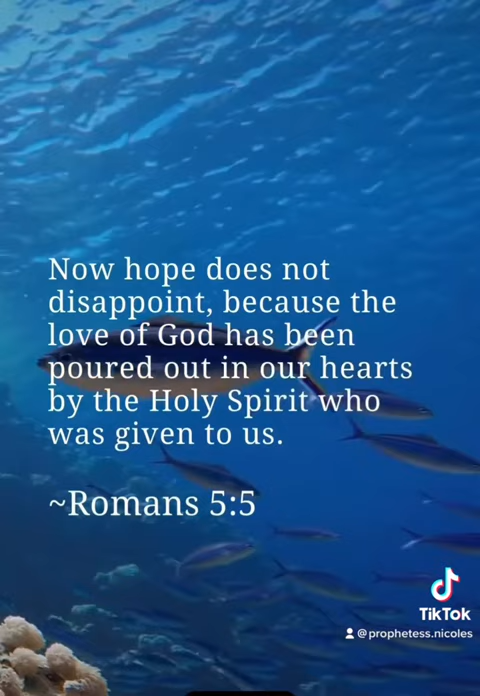 Now hope does not
disappoint, because the
love of God has been
poured out in our hearts
by the Holy Spirit who
was given to us.
~Romans 5:5
TikTok
@prophetess.nicoles